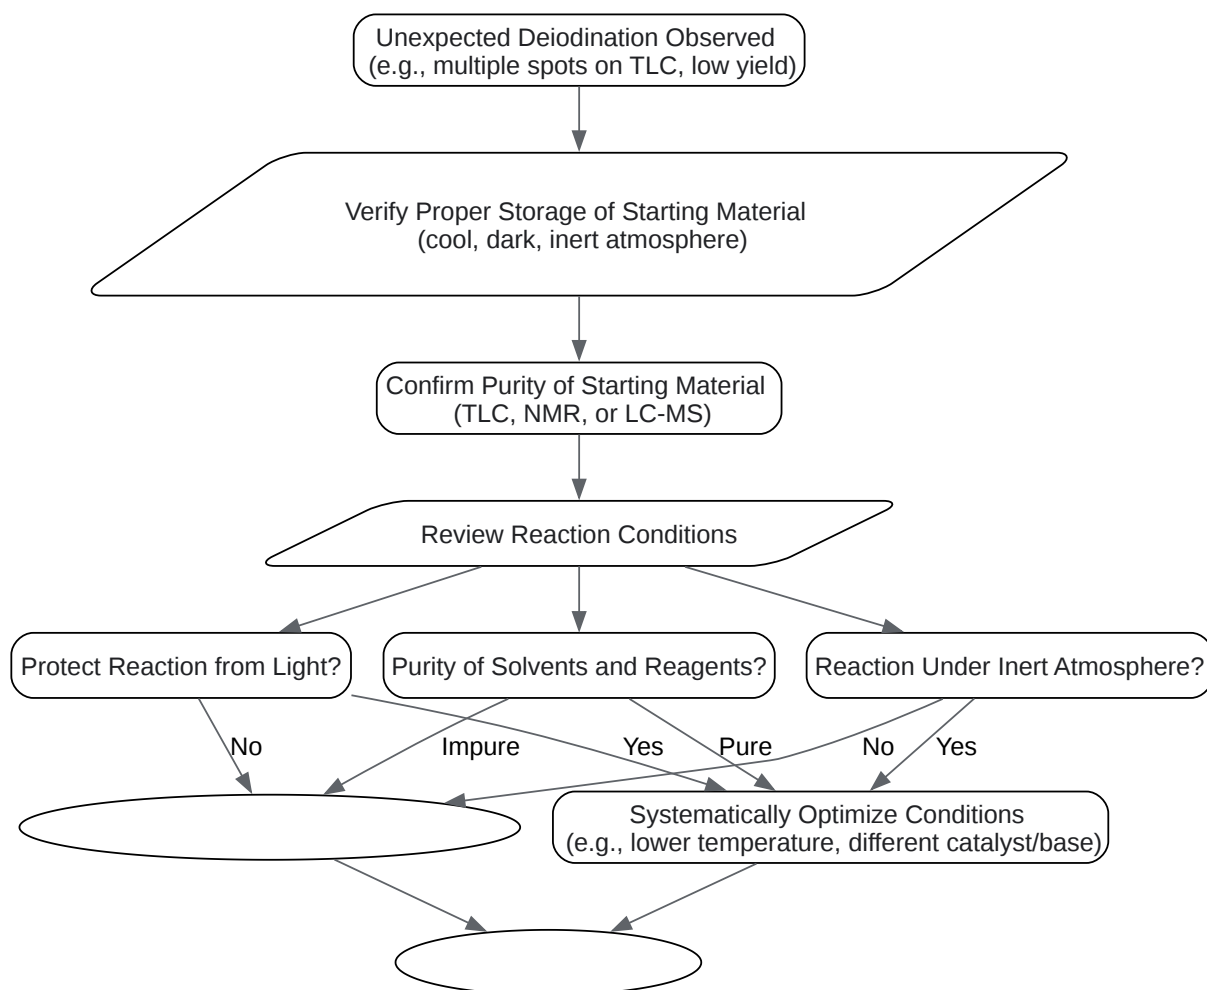 Unexpected Deiodination Observed
(e.g., multiple spots on TLC, low yield)
Verify Proper Storage of Starting Material
(cool, dark, inert atmosphere)
Confirm Purity of Starting Material
(TLC, NMR, or LC-MS)
Review Reaction Conditions
Protect Reaction from Light?
Purity of Solvents and Reagents?
Reaction Under Inert Atmosphere?
No
Impure
Yes
Pure
No
Yes
Systematically Optimize Conditions
(e.g., lower temperature, different catalyst/base)